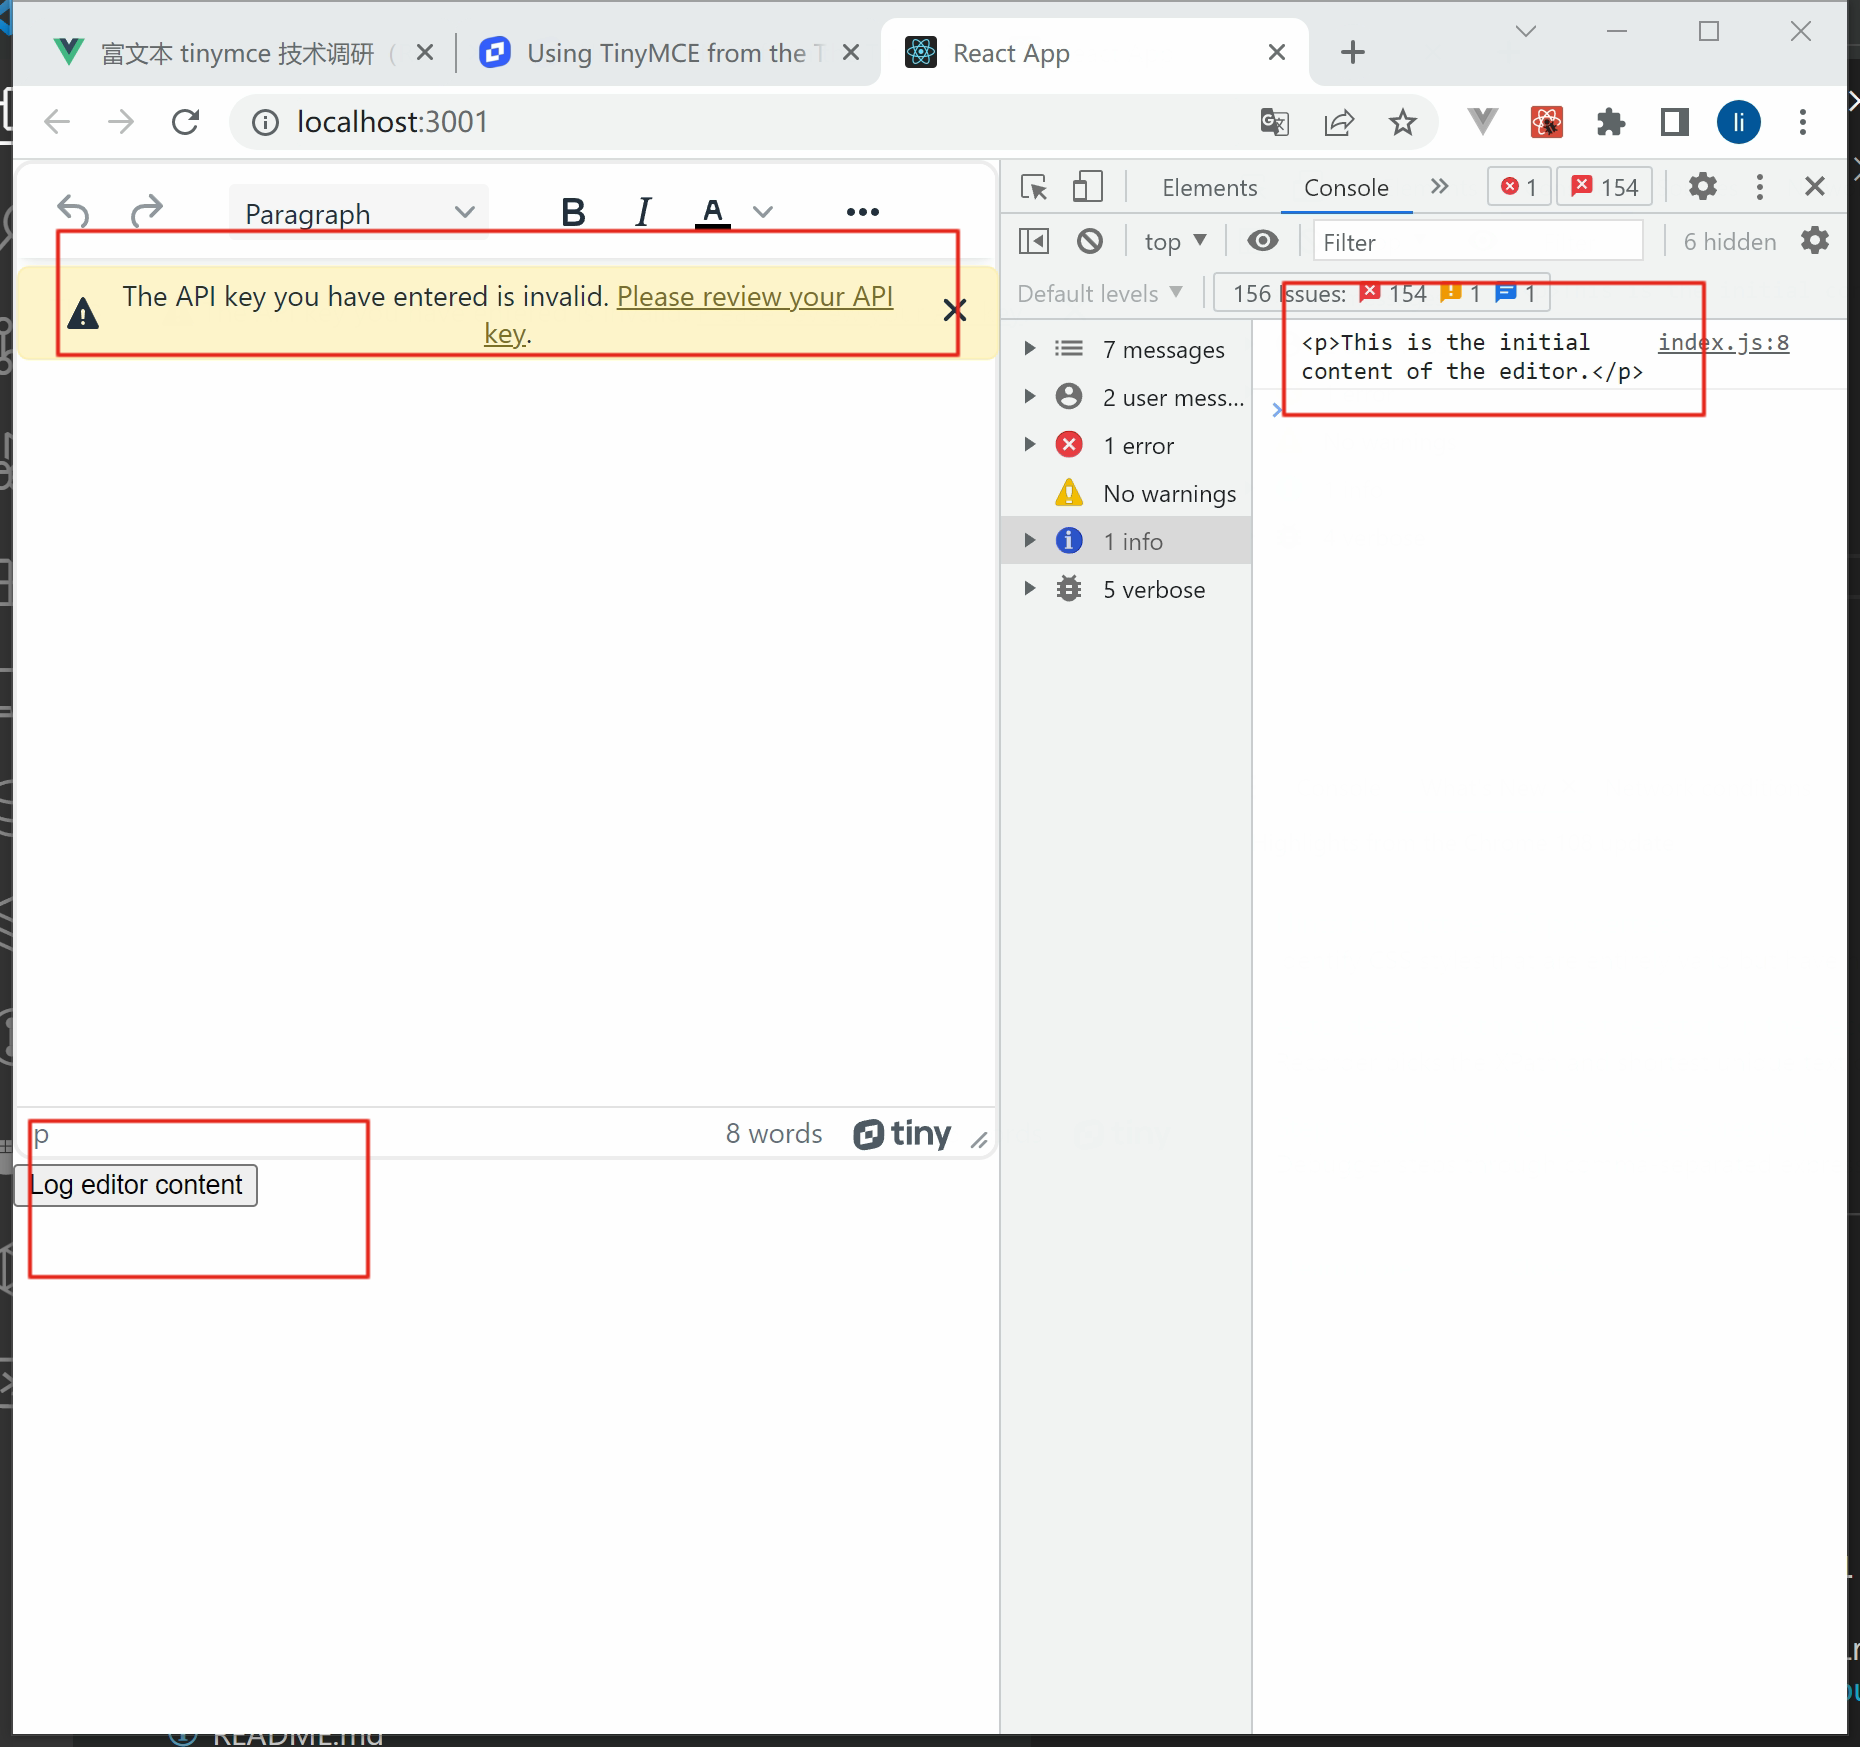 富文本 tinymce 技术调研 (
Using TinyMCE from the T
React App
localhost:3001
li
Paragraph
B I A
The API key you have entered is invalid. Please review your API
key.
p
8 words
tiny
Log editor content
Elements
Console
1
154
top
Filter
6 hidden
Default levels
156 Issues: 154 1 1
7 messages
2 user mess...
1 error
No warnings
1 info
5 verbose
<p>This is the initial index.js:8
content of the editor.</p>
README.md